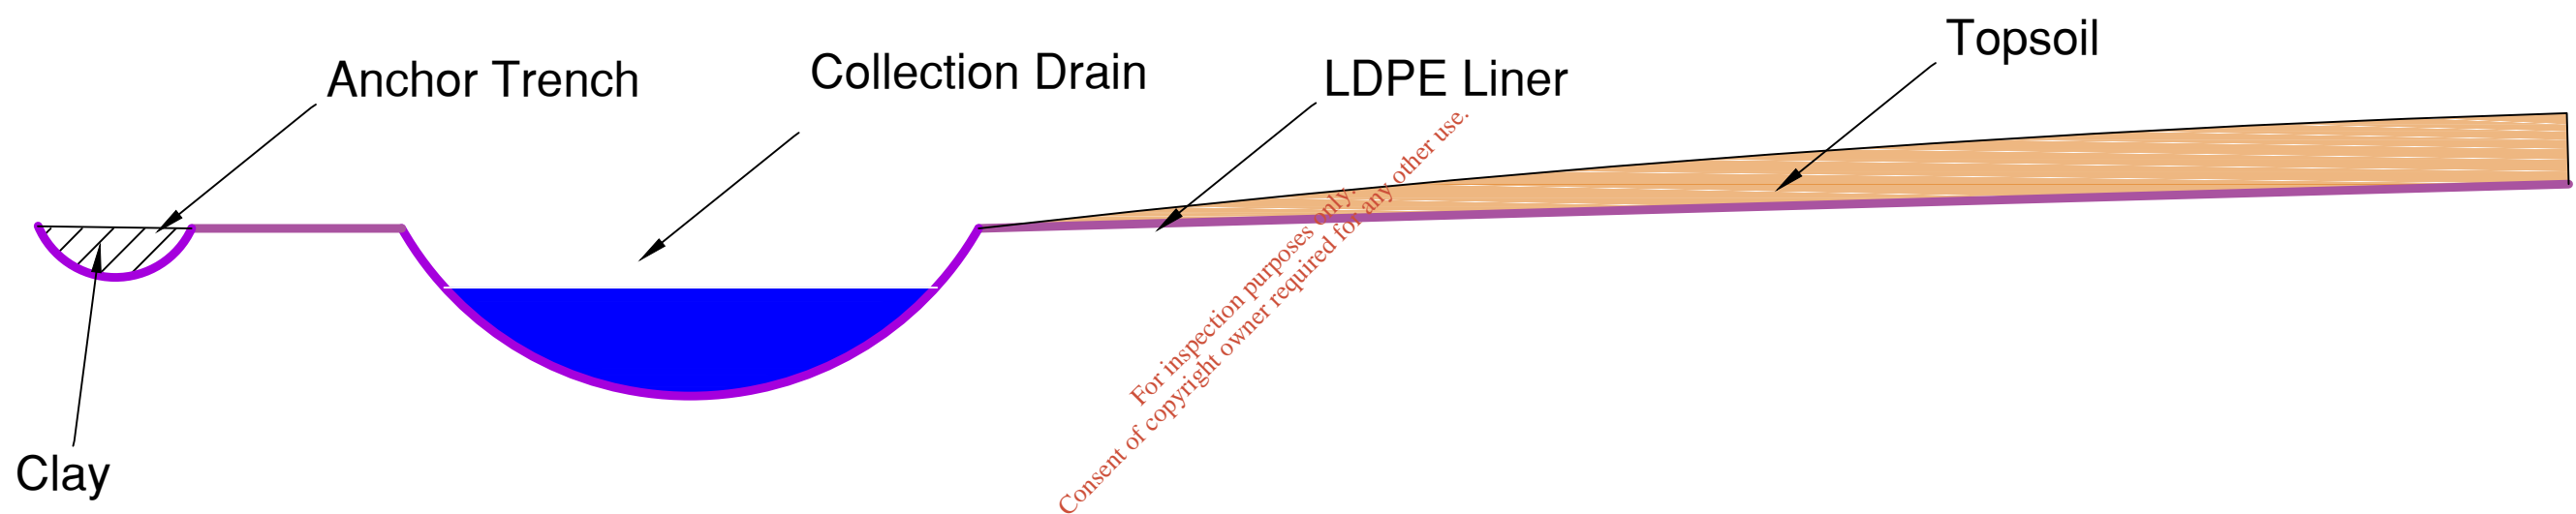 Topsoil
Collection Drain
LDPE Liner
Anchor Trench
Clay
For inspection purposes only.
Consent of copyright owner required for any other use.